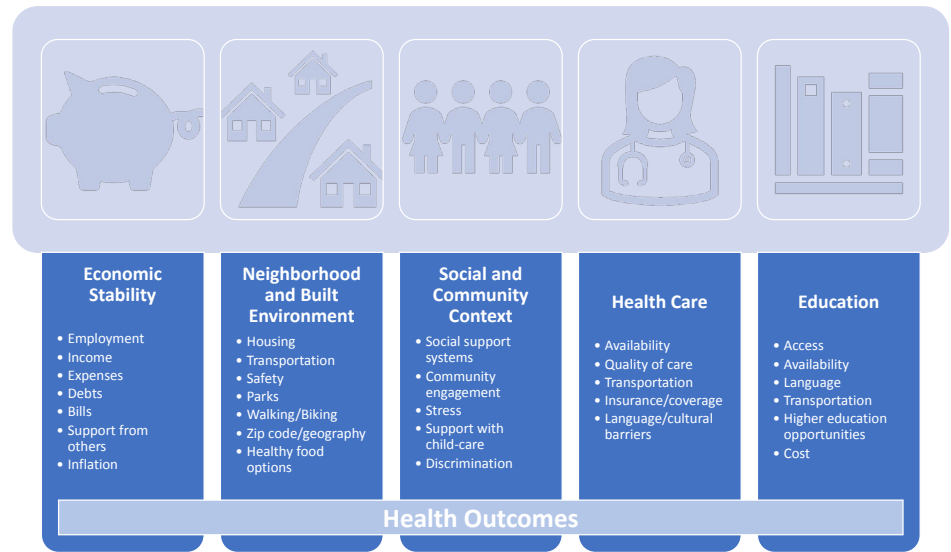 Economic
Stability
• Employment
• Income
• Expenses
• Debts
• Bills
• Support from
others
• Inflation
Neighborhood
and Built
Environment
• Housing
• Transportation
• Safety
• Parks
• Walking/Biking
• Zip code/geography
• Healthy food
options
Social and
Community
Context
• Social support
systems
• Community
engagement
• Stress
• Support with
child-care
• Discrimination
Health Care
• Availability
• Quality of care
• Transportation
• Insurance/coverage
• Language/cultural
barriers
Education
• Access
• Availability
• Language
• Transportation
• Higher education
opportunities
• Cost
Health Outcomes